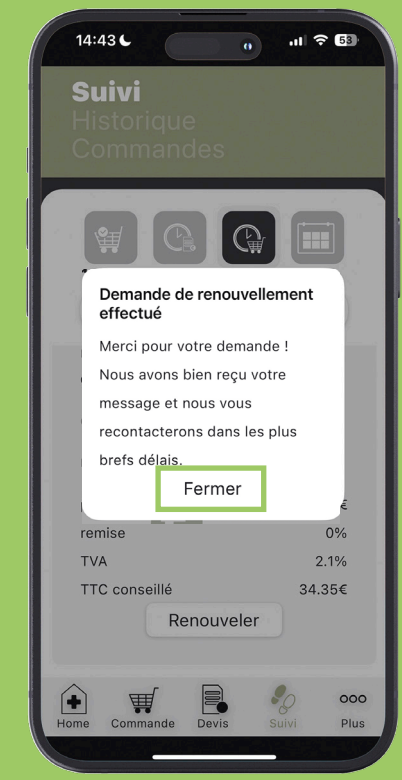 14:43
53
Suivi
Historique
Commandes
Demande de renouvellement
effectué
Merci pour votre demande !
Nous avons bien reçu votre
message et nous vous
recontacterons dans les plus
brefs délais.
Fermer
€
remise 0%
TVA 2.1%
TTC conseillé 34.35€
Renouveler
Home Commande Devis Suivi Plus